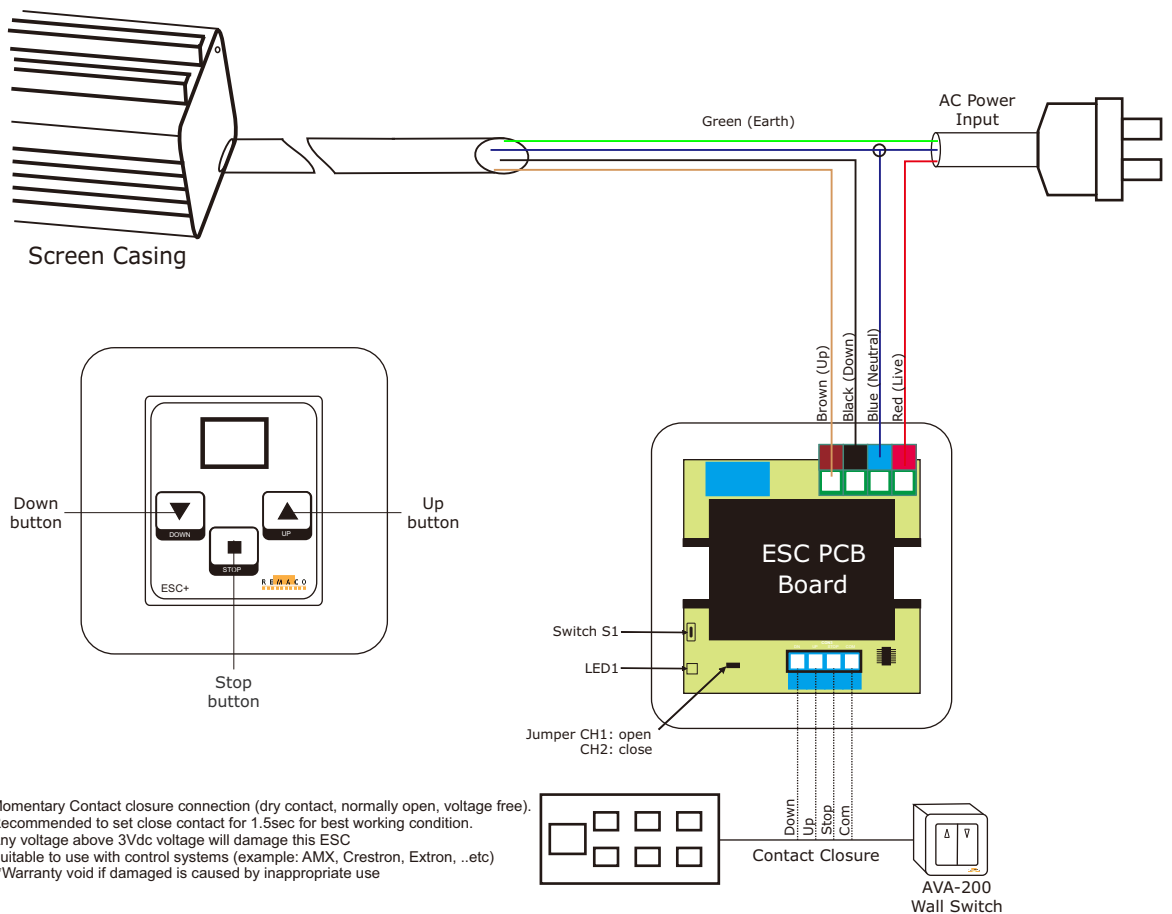 AC Power
Input
Green (Earth)
Screen Casing
Brown (Up)
Black (Down)
Blue (Neutral)
Red (Live)
Down
button
Up
button
DOWN
UP
STOP
ESC+
REMACO
Stop
button
ESC PCB
Board
Switch S1
LED1
Jumper CH1: open
CH2: close
Down
Up
Stop
Com
Contact Closure
AVA-200
Wall Switch
omentary Contact closure connection (dry contact, normally open, voltage free).
ecommended to set close contact for 1.5sec for best working condition.
ny voltage above 3Vdc voltage will damage this ESC
uitable to use with control systems (example: AMX, Crestron, Extron, ..etc)
Warranty void if damaged is caused by inappropriate use